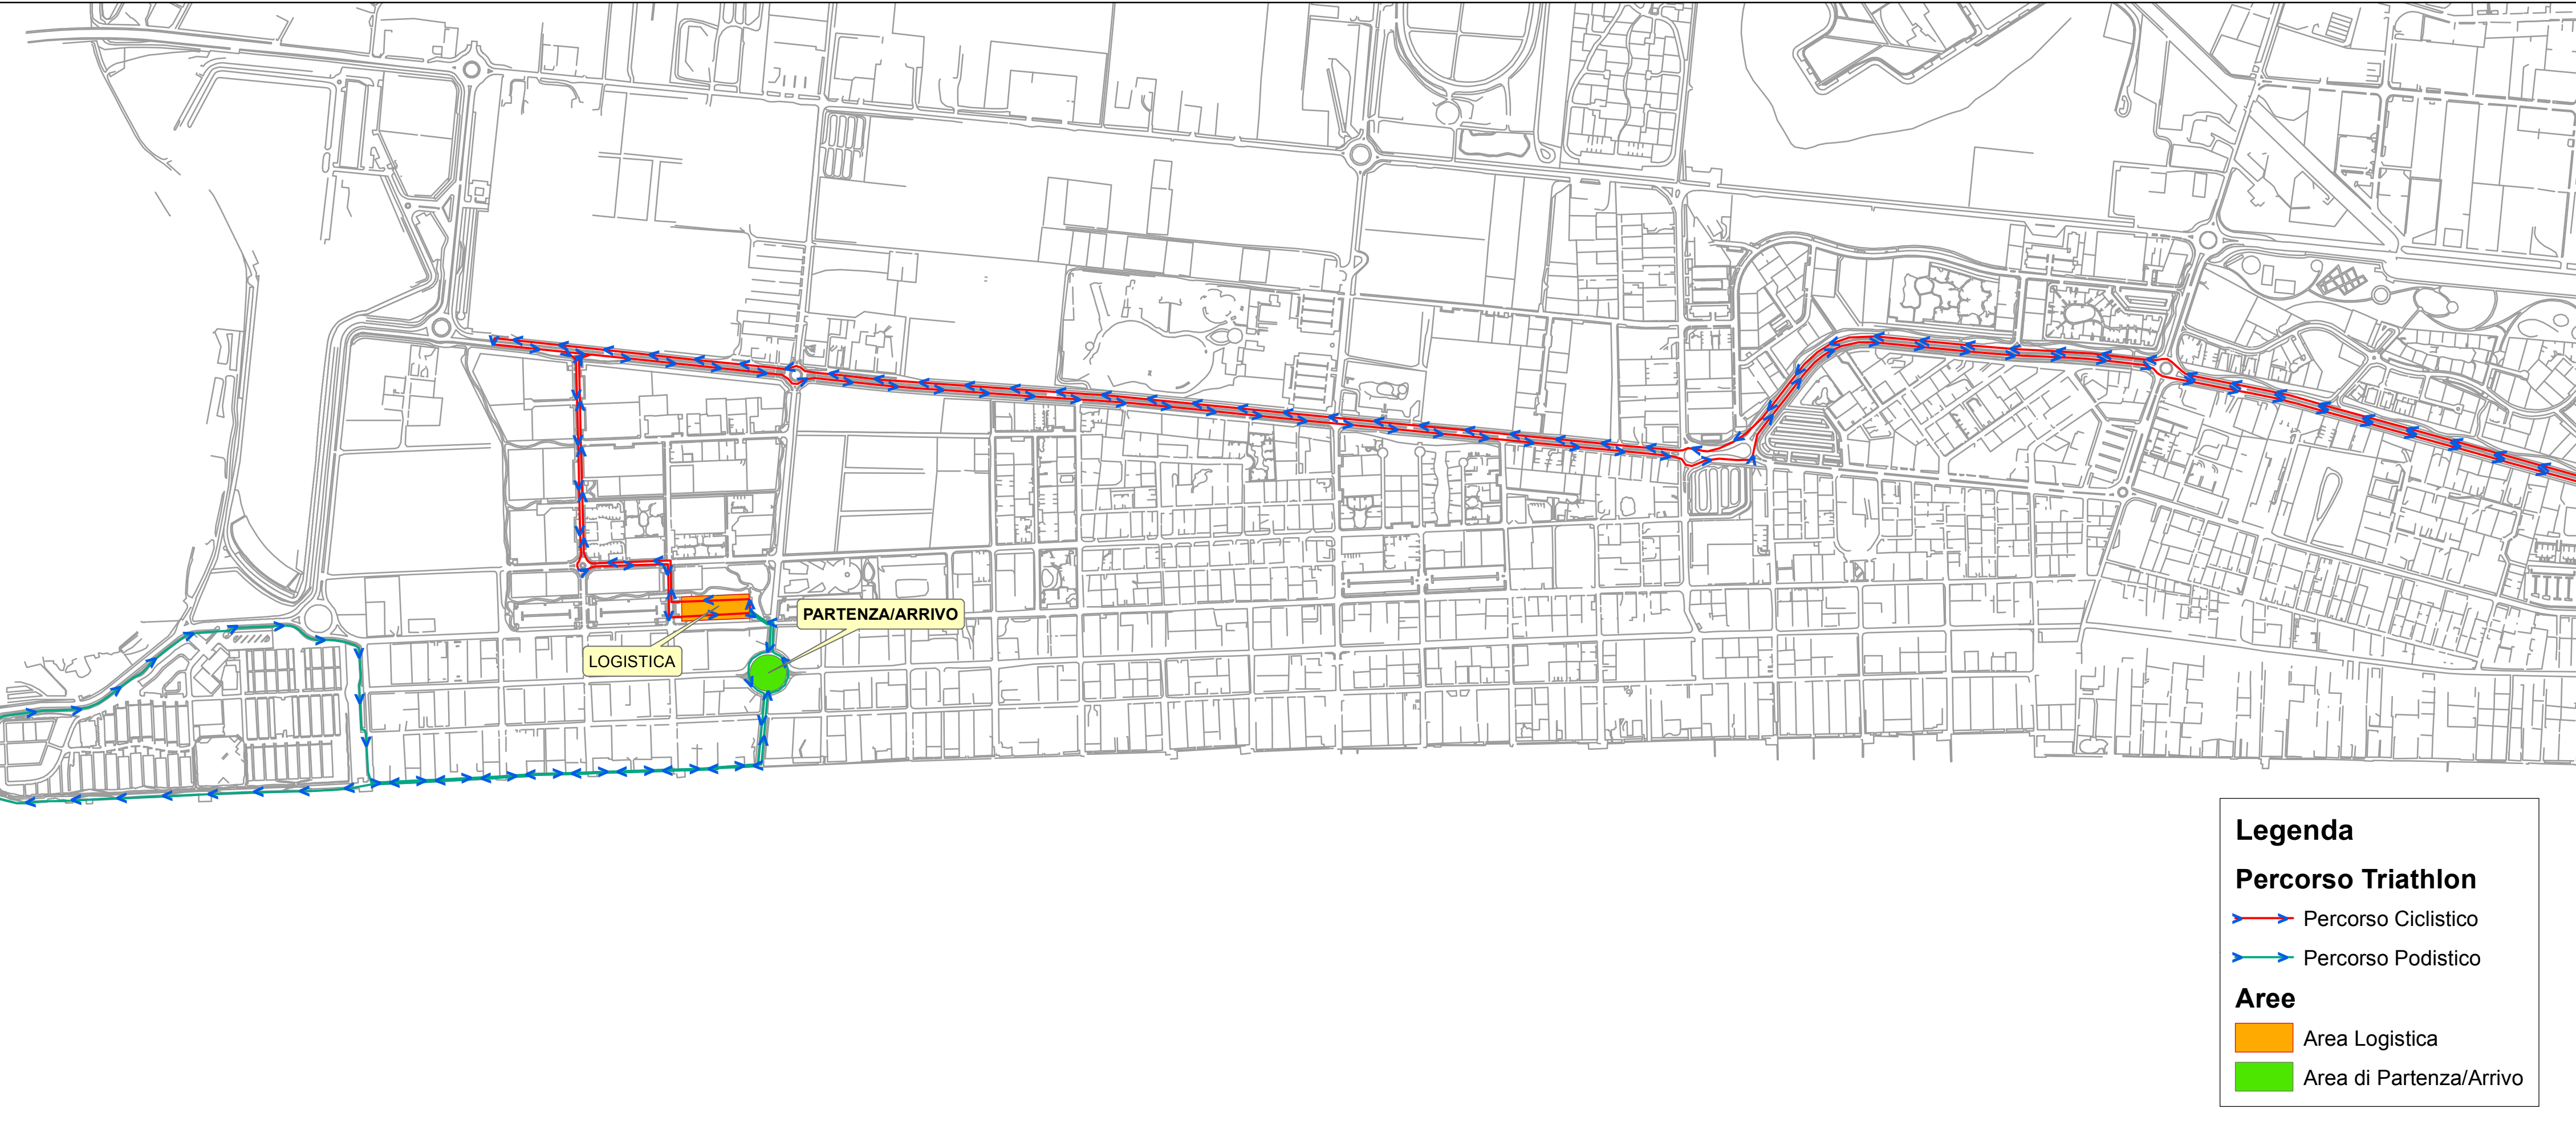 PARTENZA/ARRIVO
LOGISTICA
Legenda
Percorso Triathlon
Percorso Ciclistico
Percorso Podistico
Aree
Area Logistica
Area di Partenza/Arrivo